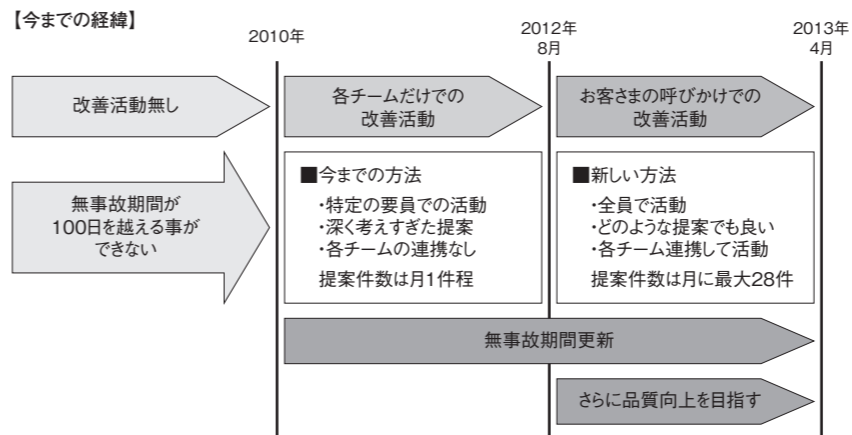 【今までの経緯】
2010年
2012年
8月
2013年
4月
改善活動無し
各チームだけでの
改善活動
お客さまの呼びかけでの
改善活動
無事故期間が
100日を越える事が
できない
■今までの方法
・特定の要員での活動
・深く考えすぎた提案
・各チームの連携なし
提案件数は月1件程
■新しい方法
・全員で活動
・どのような提案でも良い
・各チーム連携して活動
提案件数は月に最大28件
無事故期間更新
さらに品質向上を目指す